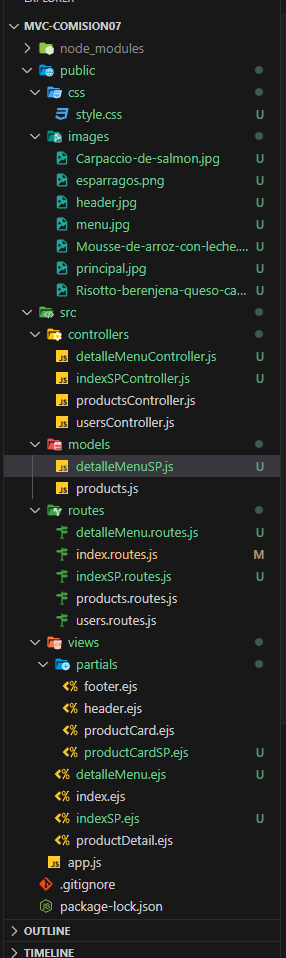 MVC-COMISION07
node_modules
public
css
style.css U
images
Carpaccio-de-salmon.jpg U
esparragos.png U
header.jpg U
menu.jpg U
Mousse-de-arroz-con-leche.... U
principal.jpg U
Risotto-berenjena-queso-ca... U
src
controllers
detalleMenuController.js U
indexSPController.js U
productsController.js
usersController.js
models
detalleMenuSP.js U
products.js
routes
detalleMenu.routes.js U
index.routes.js M
indexSP.routes.js U
products.routes.js
users.routes.js
views
partials
footer.ejs
header.ejs
productCard.ejs
productCardSP.ejs U
detalleMenu.ejs U
index.ejs
indexSP.ejs U
productDetail.ejs
JS app.js
.gitignore
package-lock.json
OUTLINE
TIMELINE